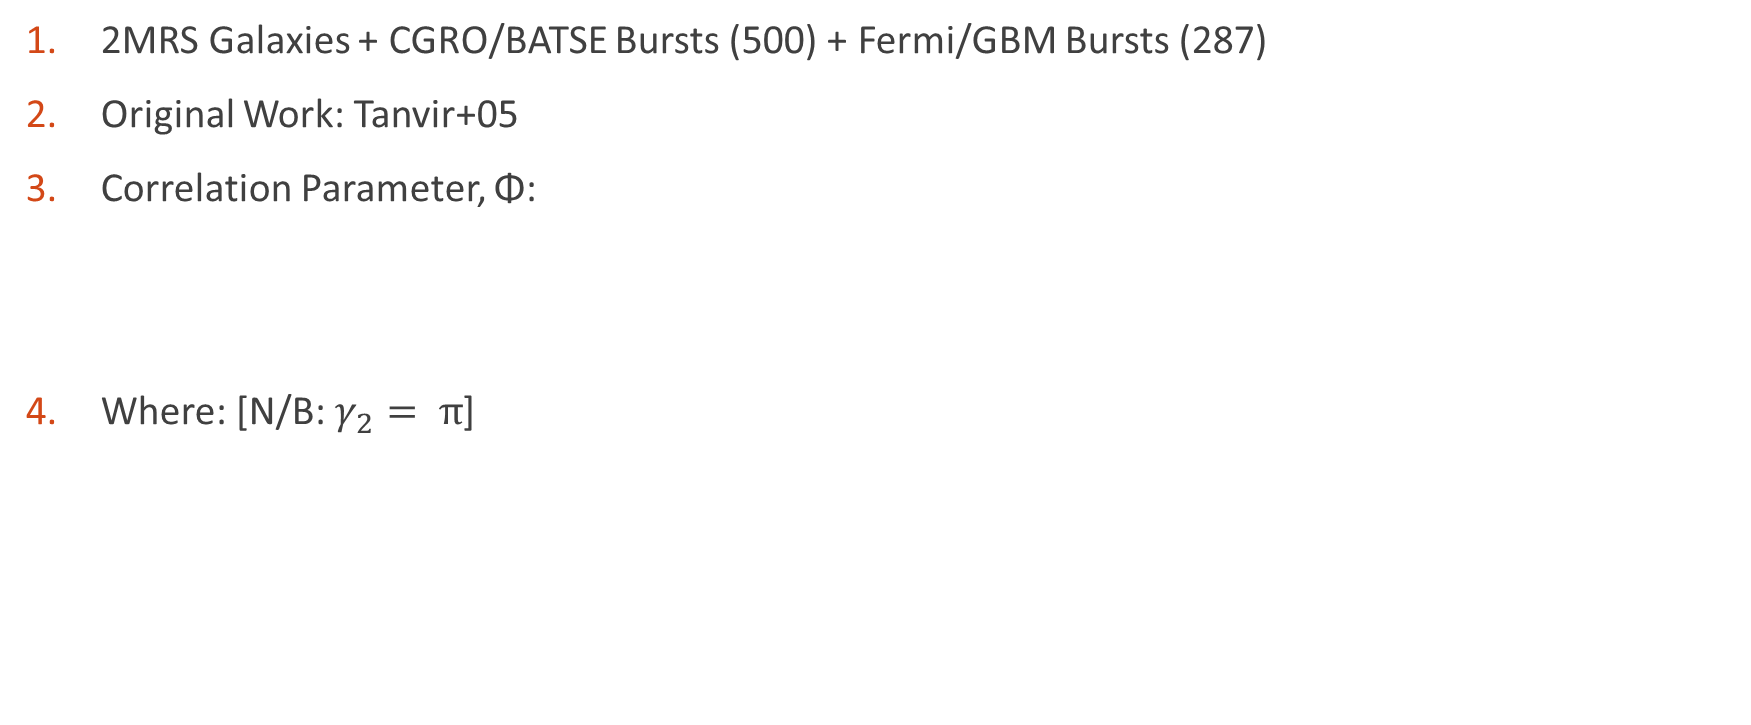 1. 2MRS Galaxies + CGRO/BATSE Bursts (500) + Fermi/GBM Bursts (287)
2. Original Work: Tanvir+05
3. Correlation Parameter, Φ:
4. Where: [N/B: 𝛾₂ = π]